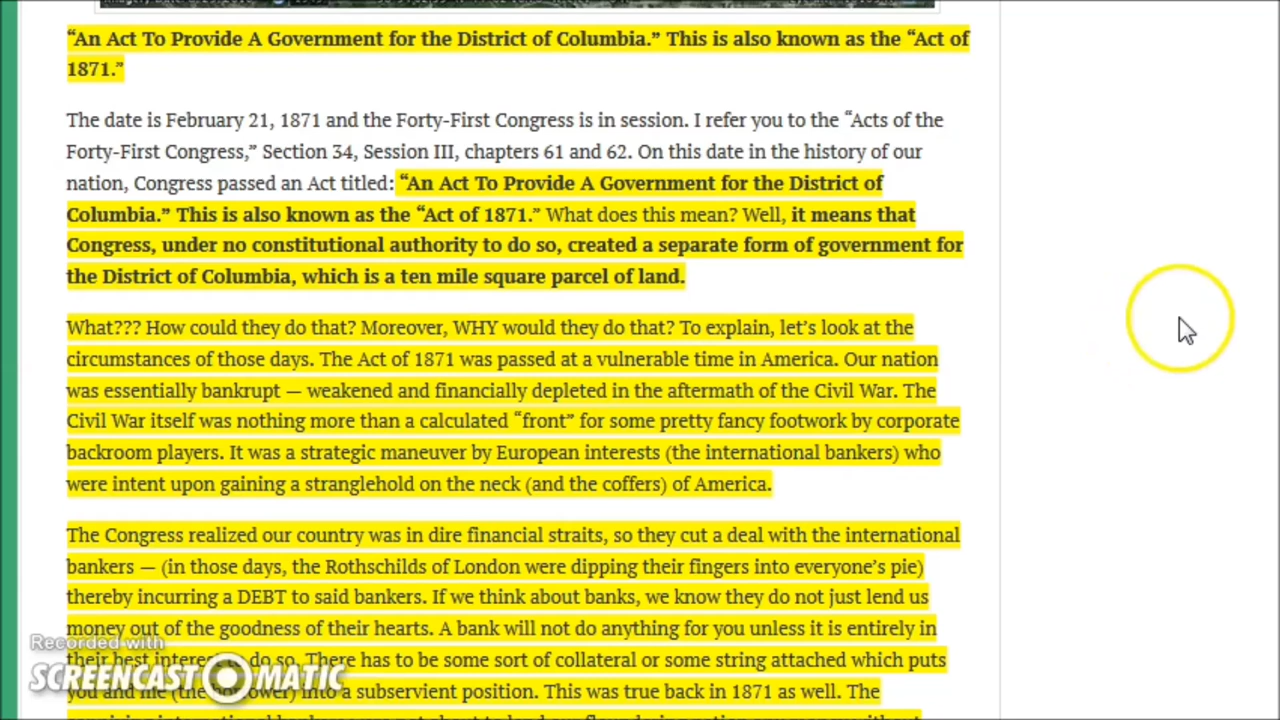 “An Act To Provide A Government for the District of Columbia.” This is also known as the “Act of
1871.”
The date is February 21, 1871 and the Forty-First Congress is in session. I refer you to the “Acts of the
Forty-First Congress,” Section 34, Session III, chapters 61 and 62. On this date in the history of our
nation, Congress passed an Act titled: “An Act To Provide A Government for the District of
Columbia.” This is also known as the “Act of 1871.” What does this mean? Well, it means that
Congress, under no constitutional authority to do so, created a separate form of government for
the District of Columbia, which is a ten mile square parcel of land.
What??? How could they do that? Moreover, WHY would they do that? To explain, let’s look at the
circumstances of those days. The Act of 1871 was passed at a vulnerable time in America. Our nation
was essentially bankrupt — weakened and financially depleted in the aftermath of the Civil War. The
Civil War itself was nothing more than a calculated “front” for some pretty fancy footwork by corporate
backroom players. It was a strategic maneuver by European interests (the international bankers) who
were intent upon gaining a stranglehold on the neck (and the coffers) of America.
The Congress realized our country was in dire financial straits, so they cut a deal with the international
bankers — (in those days, the Rothschilds of London were dipping their fingers into everyone’s pie)
thereby incurring a DEBT to said bankers. If we think about banks, we know they do not just lend us
money out of the goodness of their hearts. A bank will not do anything for you unless it is entirely in
their best interest to do so. There has to be some sort of collateral or some string attached which puts
you and me (the borrower) into a subservient position. This was true back in 1871 as well. The
Recorded with
SCREENCAST MATIC